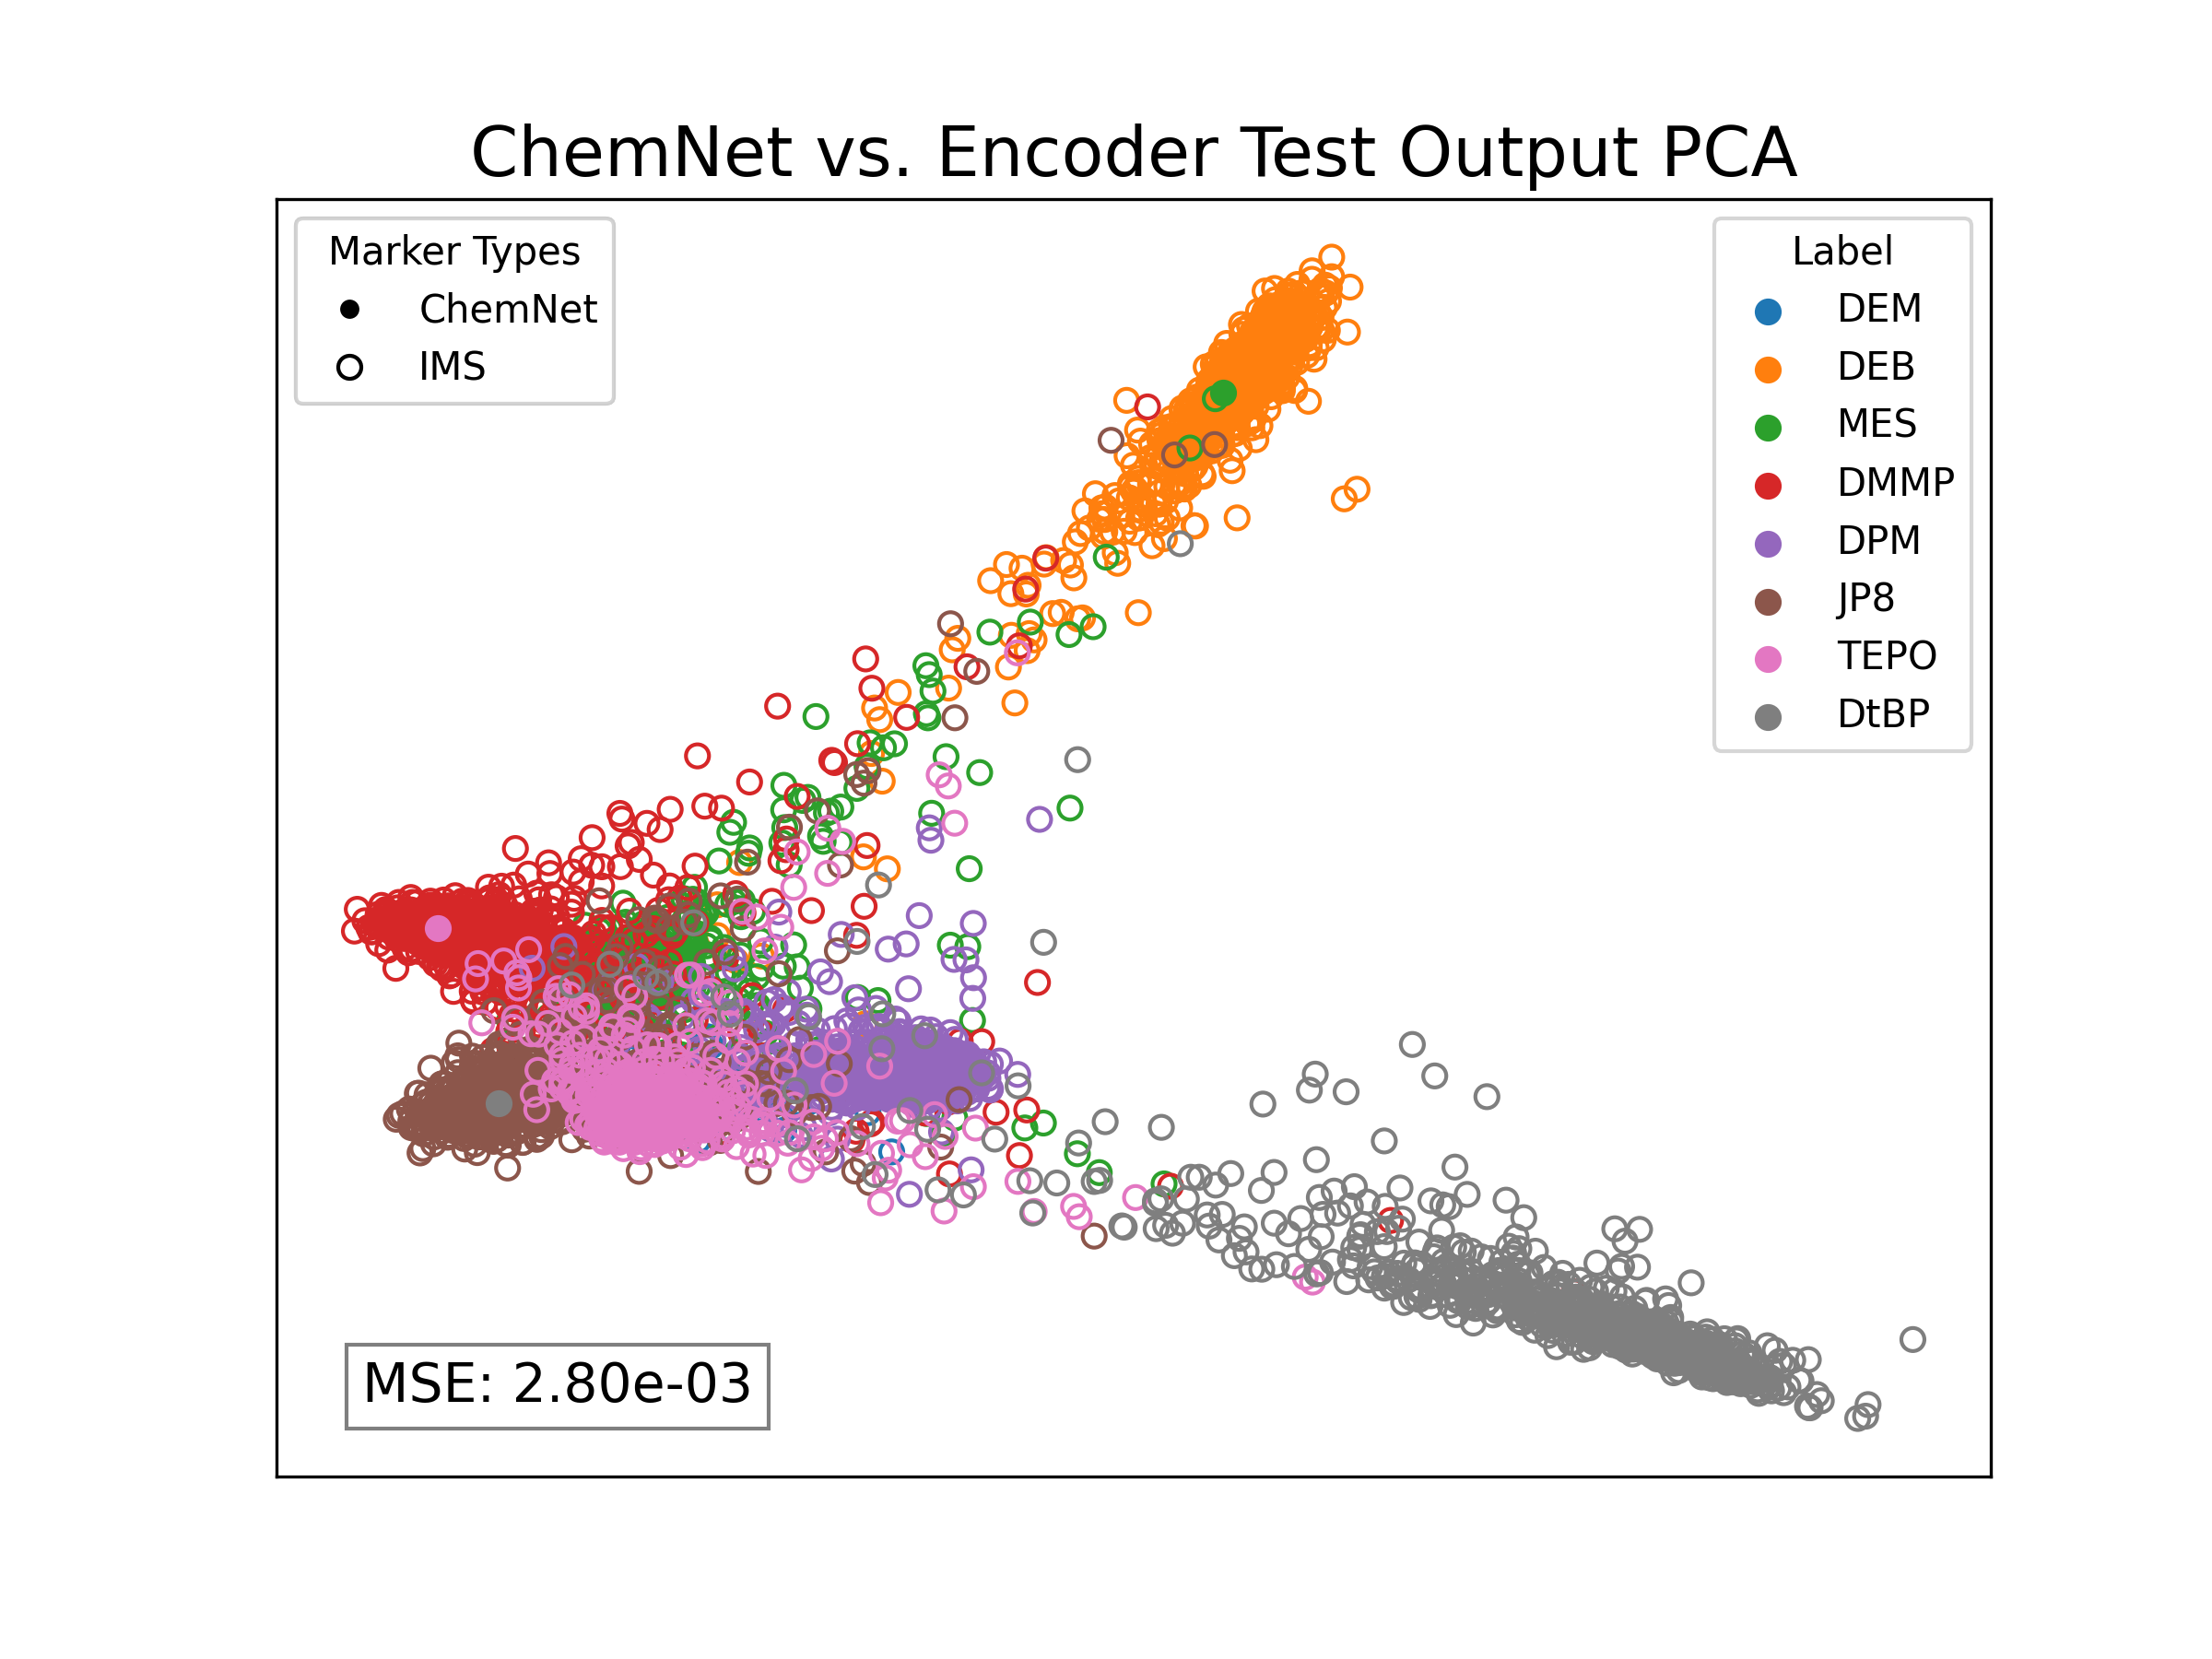 ChemNet vs. Encoder Test Output PCA
Marker Types
ChemNet
IMS
Label
DEM
DEB
MES
DMMP
DPM
JP8
TEPO
DtBP
MSE: 2.80e-03